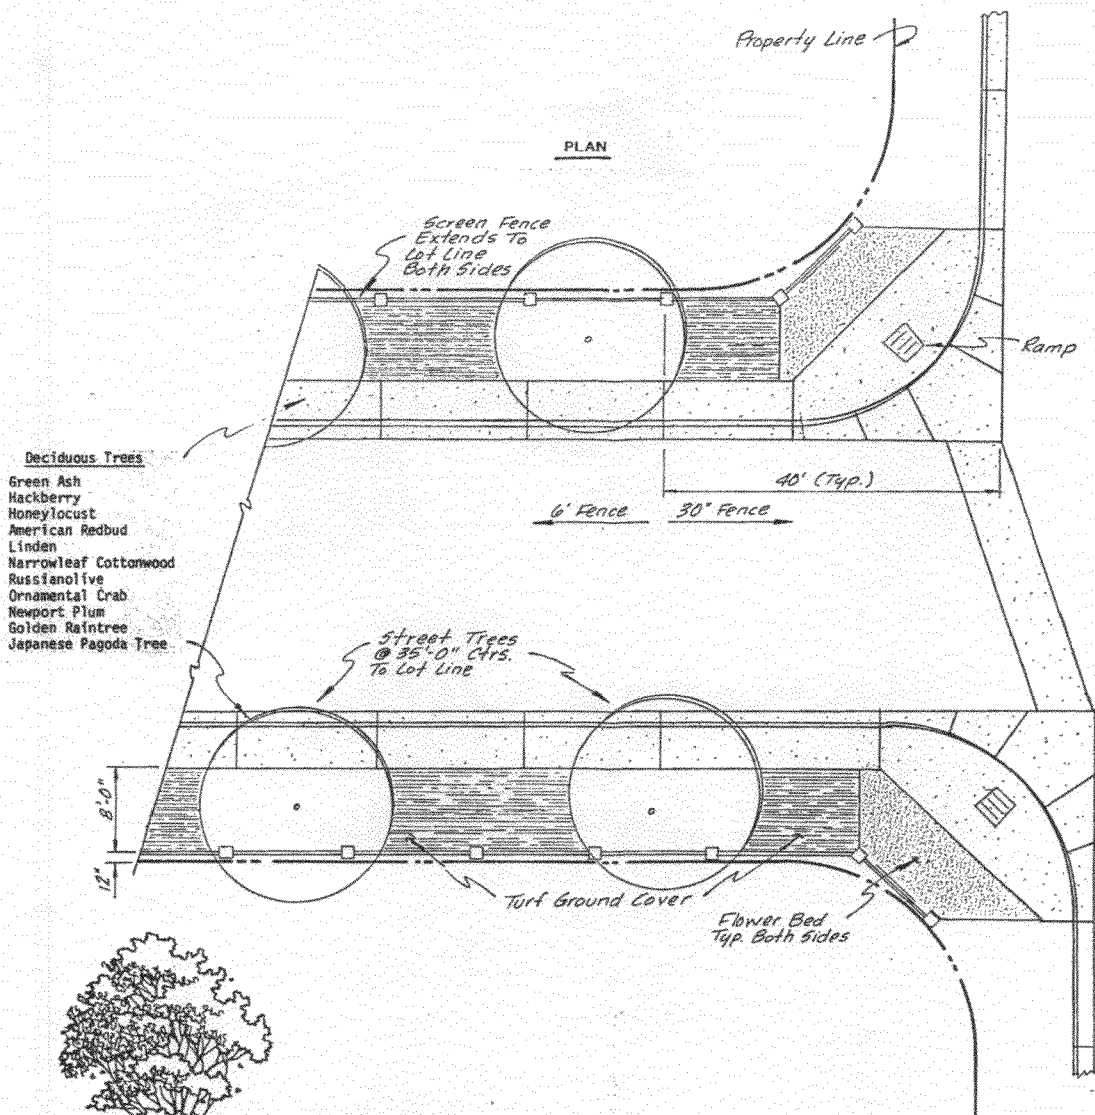 Property Line
PLAN
Screen Fence
Extends To
Lot Line
Both Sides
Ramp
Deciduous Trees
Green Ash
Hackberry
Honeylocust
American Redbud
Linden
Narrowleaf Cottonwood
Russianolive
Ornamental Crab
Newport Plum
Golden Raintree
Japanese Pagoda Tree
40' (Typ.)
6' Fence
30" Fence
Street Trees
@ 35'-0" Ctrs.
To Lot Line
8'-0"
12"
Turf Ground Cover
Flower Bed
Typ. Both Sides